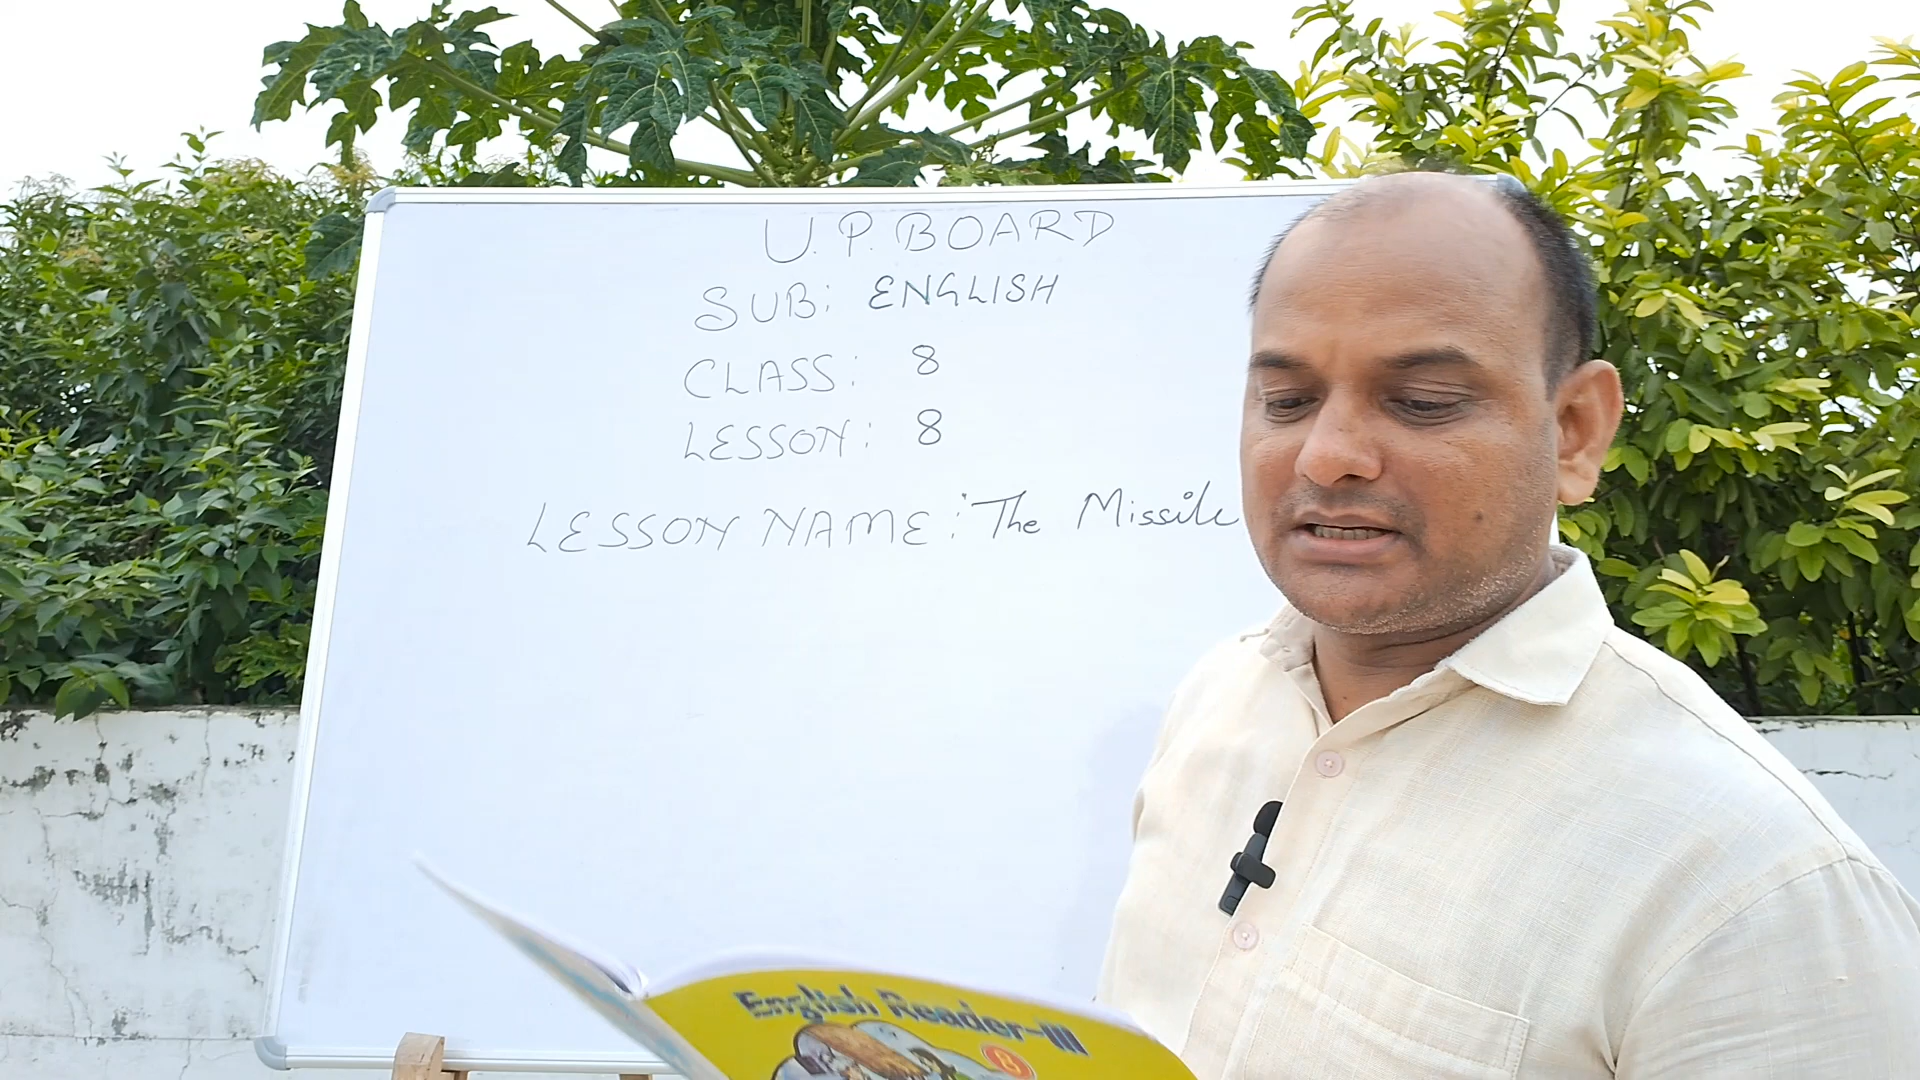 U.P. BOARD
SUB: ENGLISH
CLASS: 8
LESSON: 8
LESSON NAME: The Missile
English Reader-III